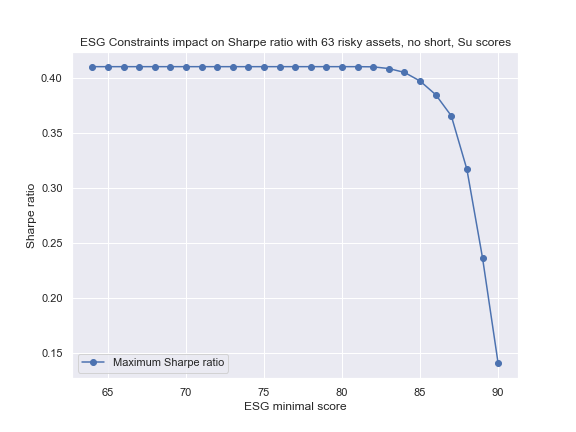 ESG Constraints impact on Sharpe ratio with 63 risky assets, no short, Su scores
Sharpe ratio
0.40
0.35
0.30
0.25
0.20
0.15
Maximum Sharpe ratio
65 70 75 80 85 90
ESG minimal score